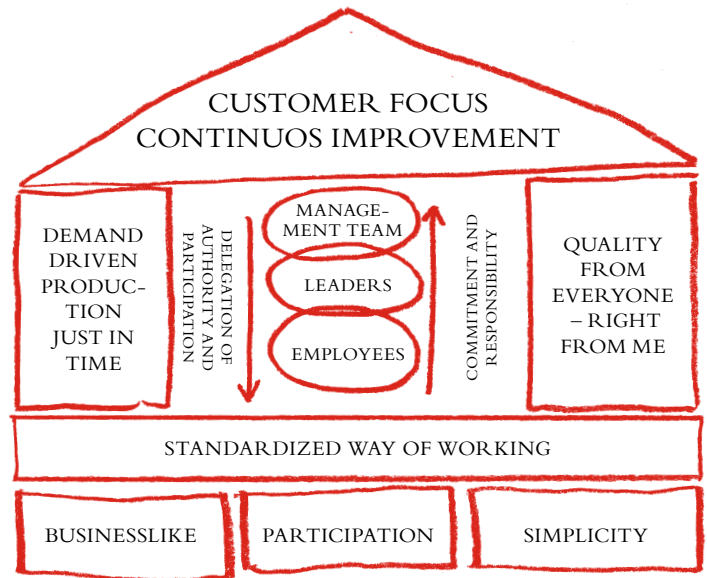 CUSTOMER FOCUS
CONTINUOS IMPROVEMENT
DEMAND
DRIVEN
PRODUC-
TION
JUST IN
TIME
DELEGATION OF
AUTHORITY AND
PARTICIPATION
MANAGE-
MENT TEAM
LEADERS
EMPLOYEES
COMMITMENT AND
RESPONSIBILITY
QUALITY
FROM
EVERYONE
– RIGHT
FROM ME
STANDARDIZED WAY OF WORKING
BUSINESSLIKE
PARTICIPATION
SIMPLICITY